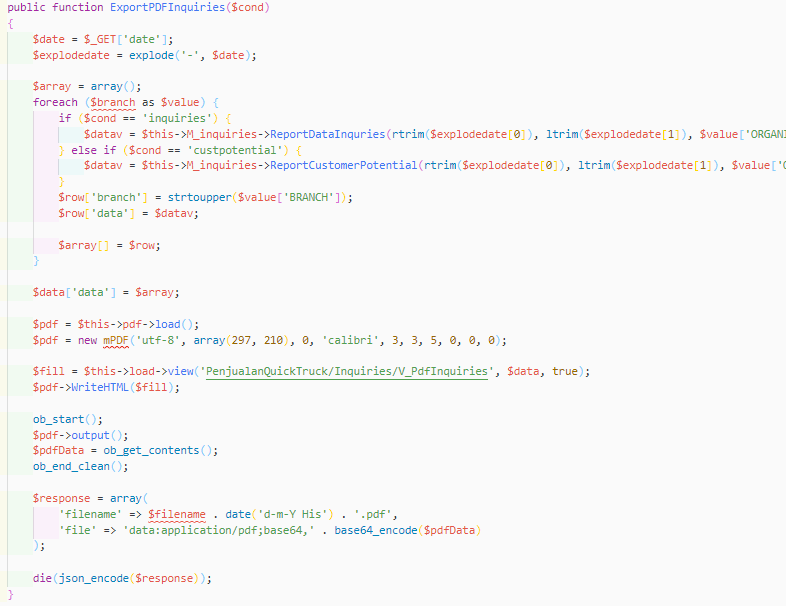 public function ExportPDFInquiries($cond)
{
    $date = $_GET['date'];
    $explodedate = explode('-', $date);

    $array = array();
    foreach ($branch as $value) {
        if ($cond == 'inquiries') {
            $datav = $this->M_inquiries->ReportDataInquries(rtrim($explodedate[0]), ltrim($explodedate[1]), $value['ORGANI
        } else if ($cond == 'custpotential') {
            $datav = $this->M_inquiries->ReportCustomerPotential(rtrim($explodedate[0]), ltrim($explodedate[1]), $value['O
        }
        $row['branch'] = strtoupper($value['BRANCH']);
        $row['data'] = $datav;

        $array[] = $row;
    }

    $data['data'] = $array;

    $pdf = $this->pdf->load();
    $pdf = new mPDF('utf-8', array(297, 210), 0, 'calibri', 3, 3, 5, 0, 0, 0);

    $fill = $this->load->view('PenjualanQuickTruck/Inquiries/V_PdfInquiries', $data, true);
    $pdf->WriteHTML($fill);

    ob_start();
    $pdf->output();
    $pdfData = ob_get_contents();
    ob_end_clean();

    $response = array(
        'filename' => $filename . date('d-m-Y His') . '.pdf',
        'file' => 'data:application/pdf;base64,' . base64_encode($pdfData)
    );

    die(json_encode($response));
}